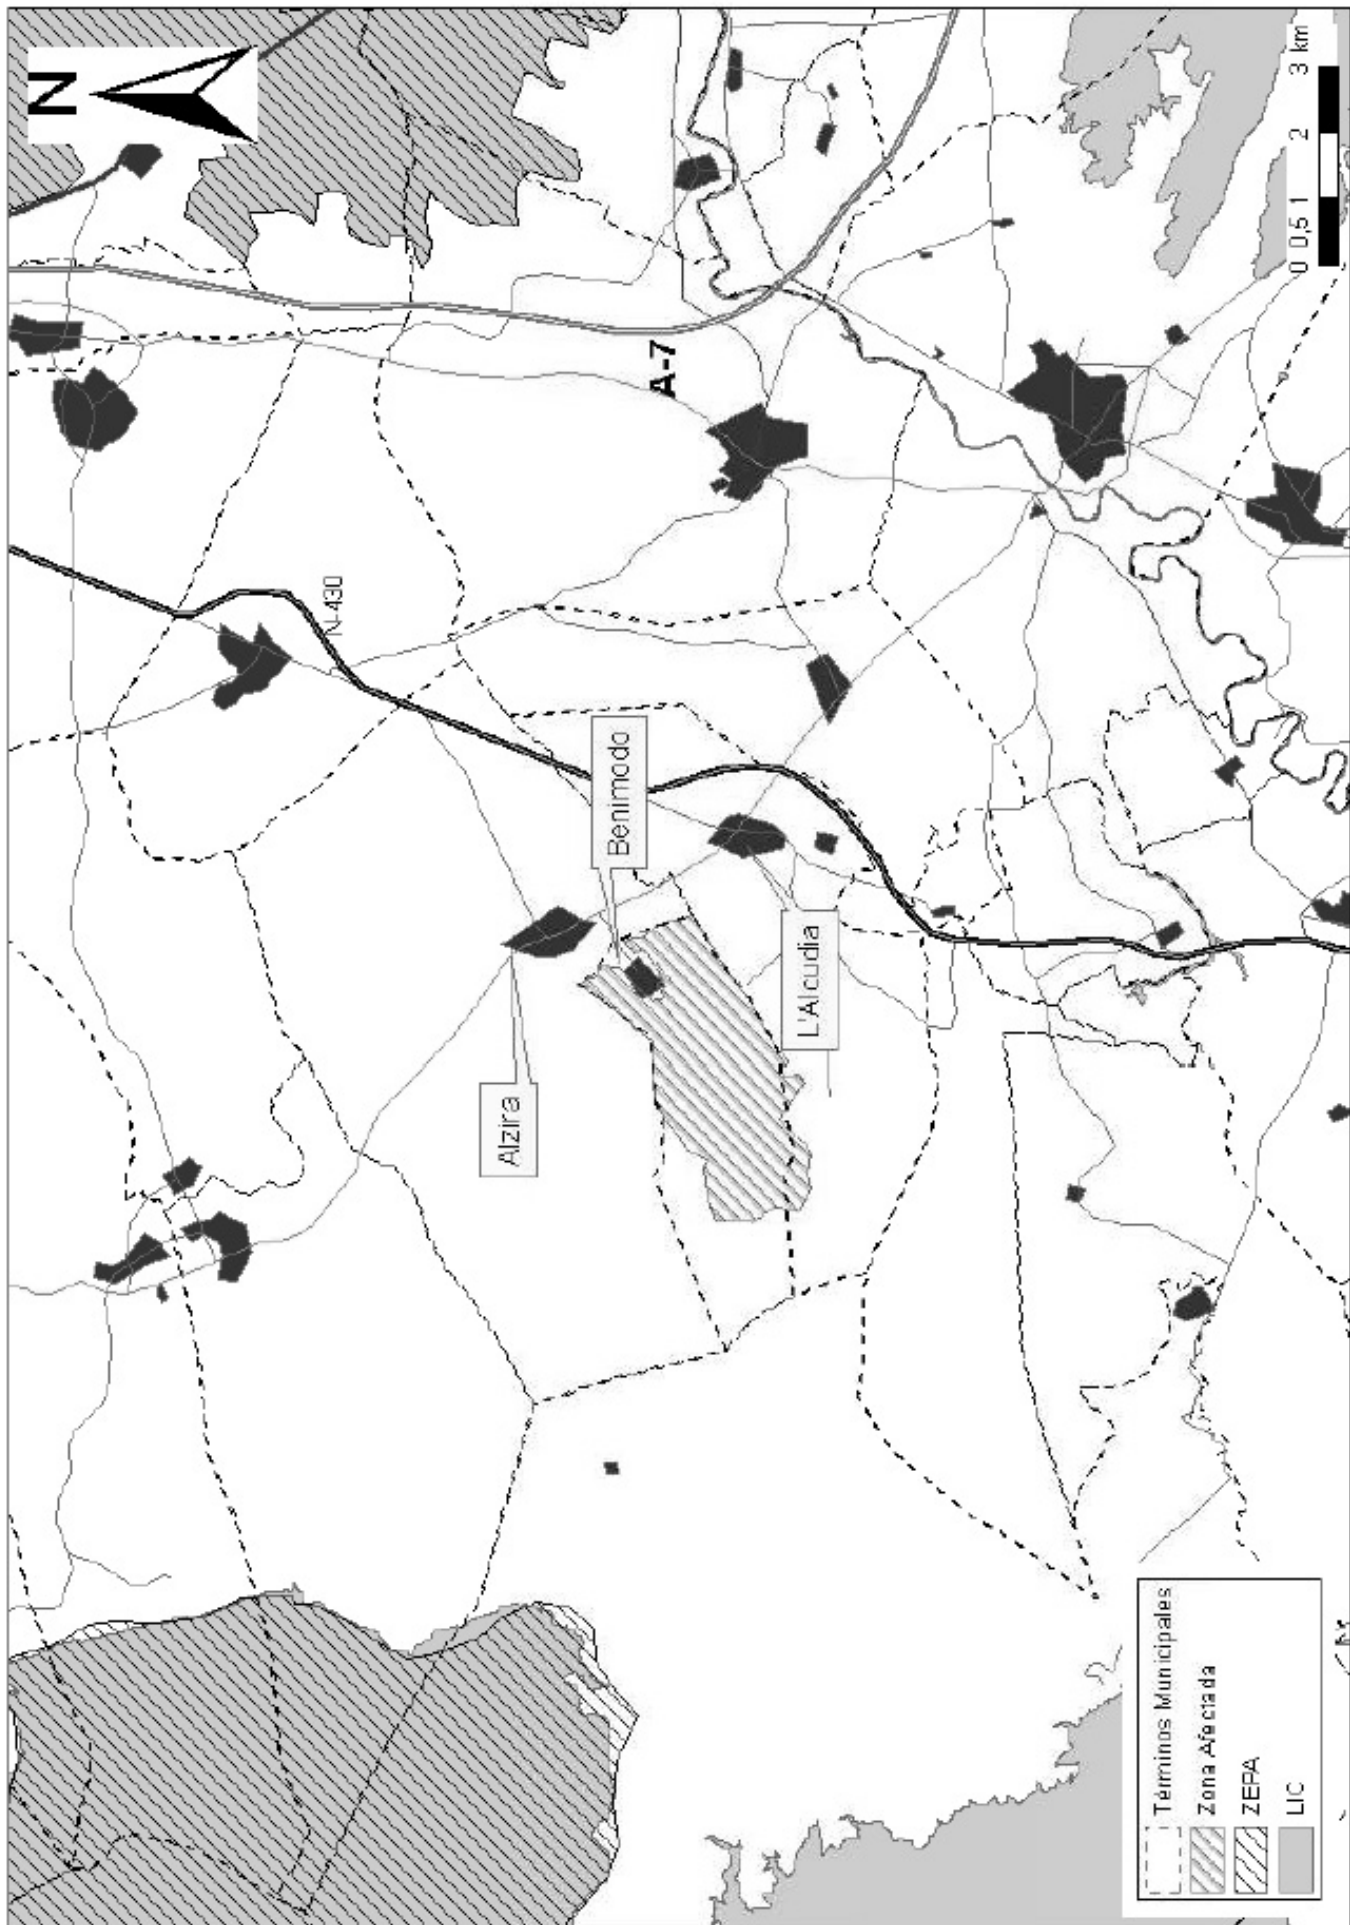 N
A-7
N-430
Benimodo
Alzira
L'Alcudia
Términos Municipales
Zona Afectada
ZEPA
LIC
0 0,5 1 2 3 km